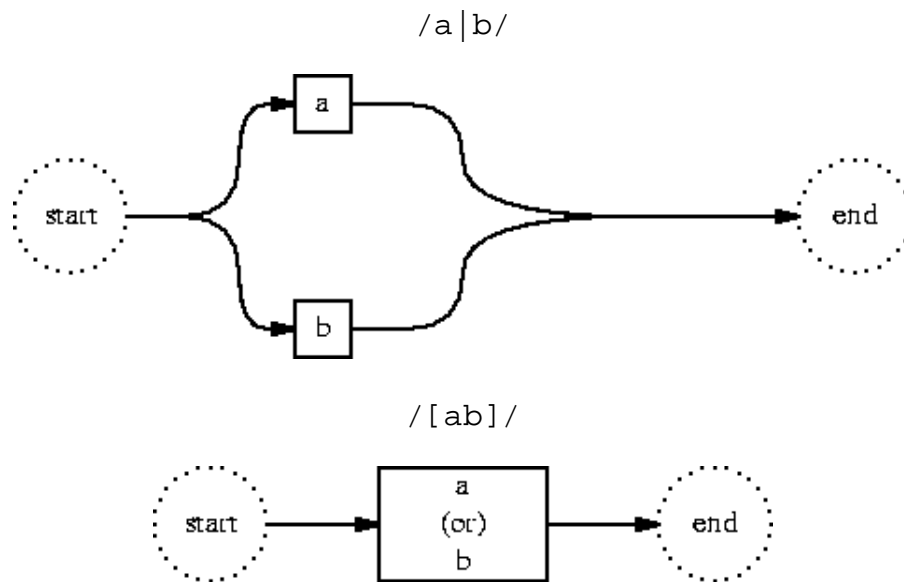 /a|b/
a
start
end
b
/[ab]/
a
start
(or)
end
b